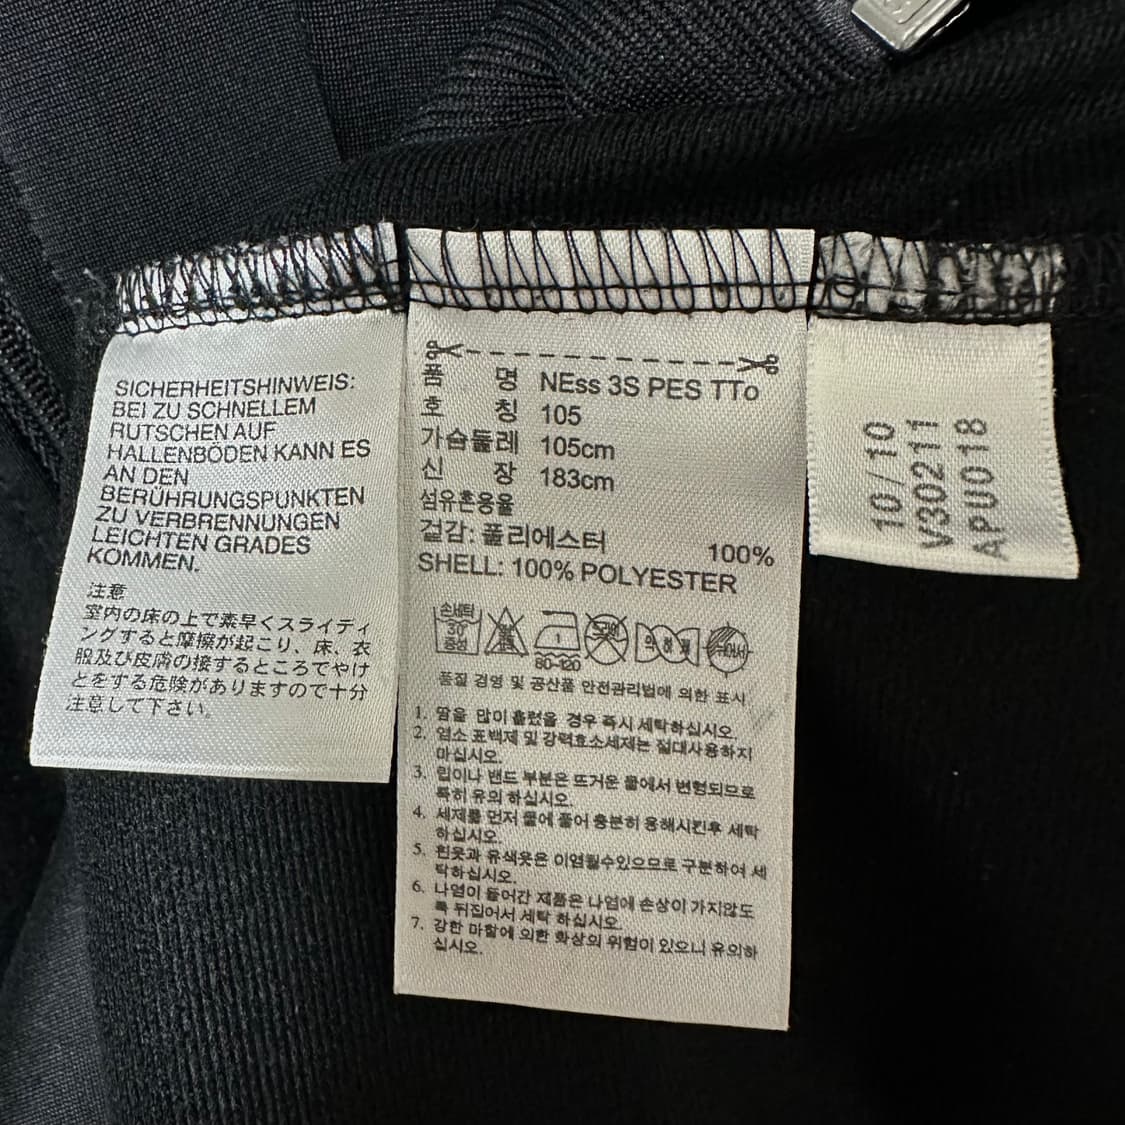 SICHERHEITSHINWEIS:
BEI ZU SCHNELLEM
RUTSCHEN AUF
HALLENBÖDEN KANN ES
AN DEN
BERÜHRUNGSPUNKTEN
ZU VERBRENNUNGEN
LEICHTEN GRADES
KOMMEN.
注意
室内の床の上で素早くスライディ
ングすると摩擦が起こり、床、衣
服及び皮膚の接するところでやけ
とをする危険がありますので十分
注意して下さい。
품 명 NEss 3S PES TTo
호 칭 105
가슴둘레 105cm
신 장 183cm
섬유혼용율
겉감: 폴리에스터 100%
SHELL: 100% POLYESTER
손세탁
30°
중성
1
80-120
드라이
약하게
품질 경영 및 공산품 안전관리법에 의한 표시
1. 땀을 많이 흘렸을 경우 즉시 세탁하십시오.
2. 염소 표백제 및 강력효소세제는 절대사용하지
마십시오.
3. 립이나 밴드 부분은 뜨거운 물에서 변형되므로
특히 유의 하십시오.
4. 세제를 먼저 물에 풀어 충분히 용해시킨후 세탁
하십시오.
5. 흰옷과 유색옷은 이염될수있으므로 구분하여 세
탁하십시오.
6. 나염이 들어간 제품은 나염에 손상이 가지않도
록 뒤집어서 세탁 하십시오.
7. 강한 마찰에 의한 화상의 위험이 있으니 유의하
십시오.
10/10
V30211
APU018